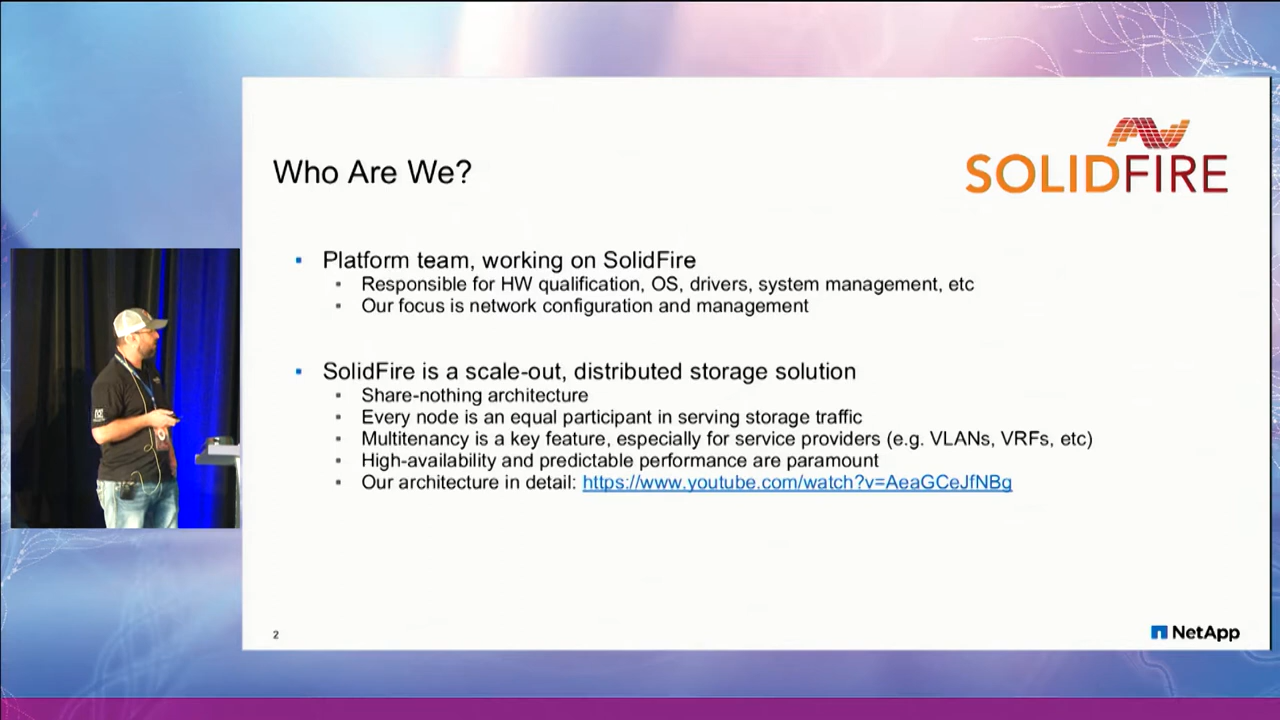 SOLIDFIRE
Who Are We?
▪ Platform team, working on SolidFire
▪ Responsible for HW qualification, OS, drivers, system management, etc
▪ Our focus is network configuration and management
▪ SolidFire is a scale-out, distributed storage solution
▪ Share-nothing architecture
▪ Every node is an equal participant in serving storage traffic
▪ Multitenancy is a key feature, especially for service providers (e.g. VLANs, VRFs, etc)
▪ High-availability and predictable performance are paramount
▪ Our architecture in detail: https://www.youtube.com/watch?v=AeaGCeJfNBg
2
NetApp